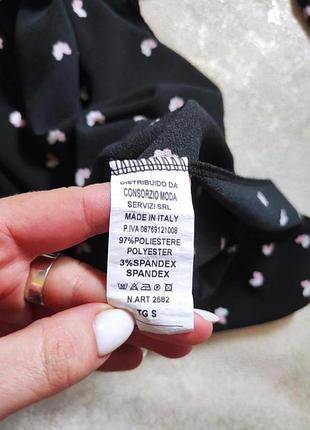 DISTRIBUIDO DA
CONSORZIO MODA
SERVIZI SRL
MADE IN ITALY
P.IVA 08769121008
97%POLIESTERE
POLYESTER
3%SPANDEX
SPANDEX
N.ART 2682
TG S